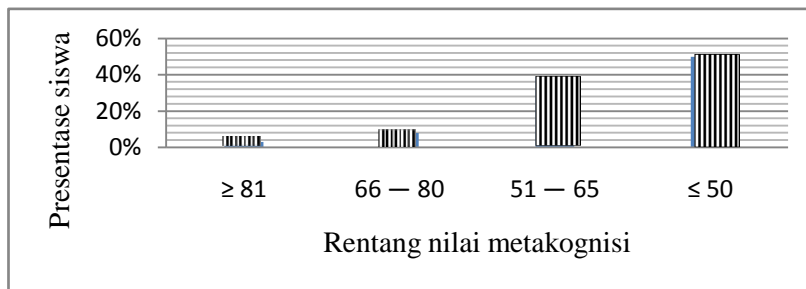 Presentase siswa
60%
40%
20%
0%
≥ 81
66 — 80
51 — 65
≤ 50
Rentang nilai metakognisi